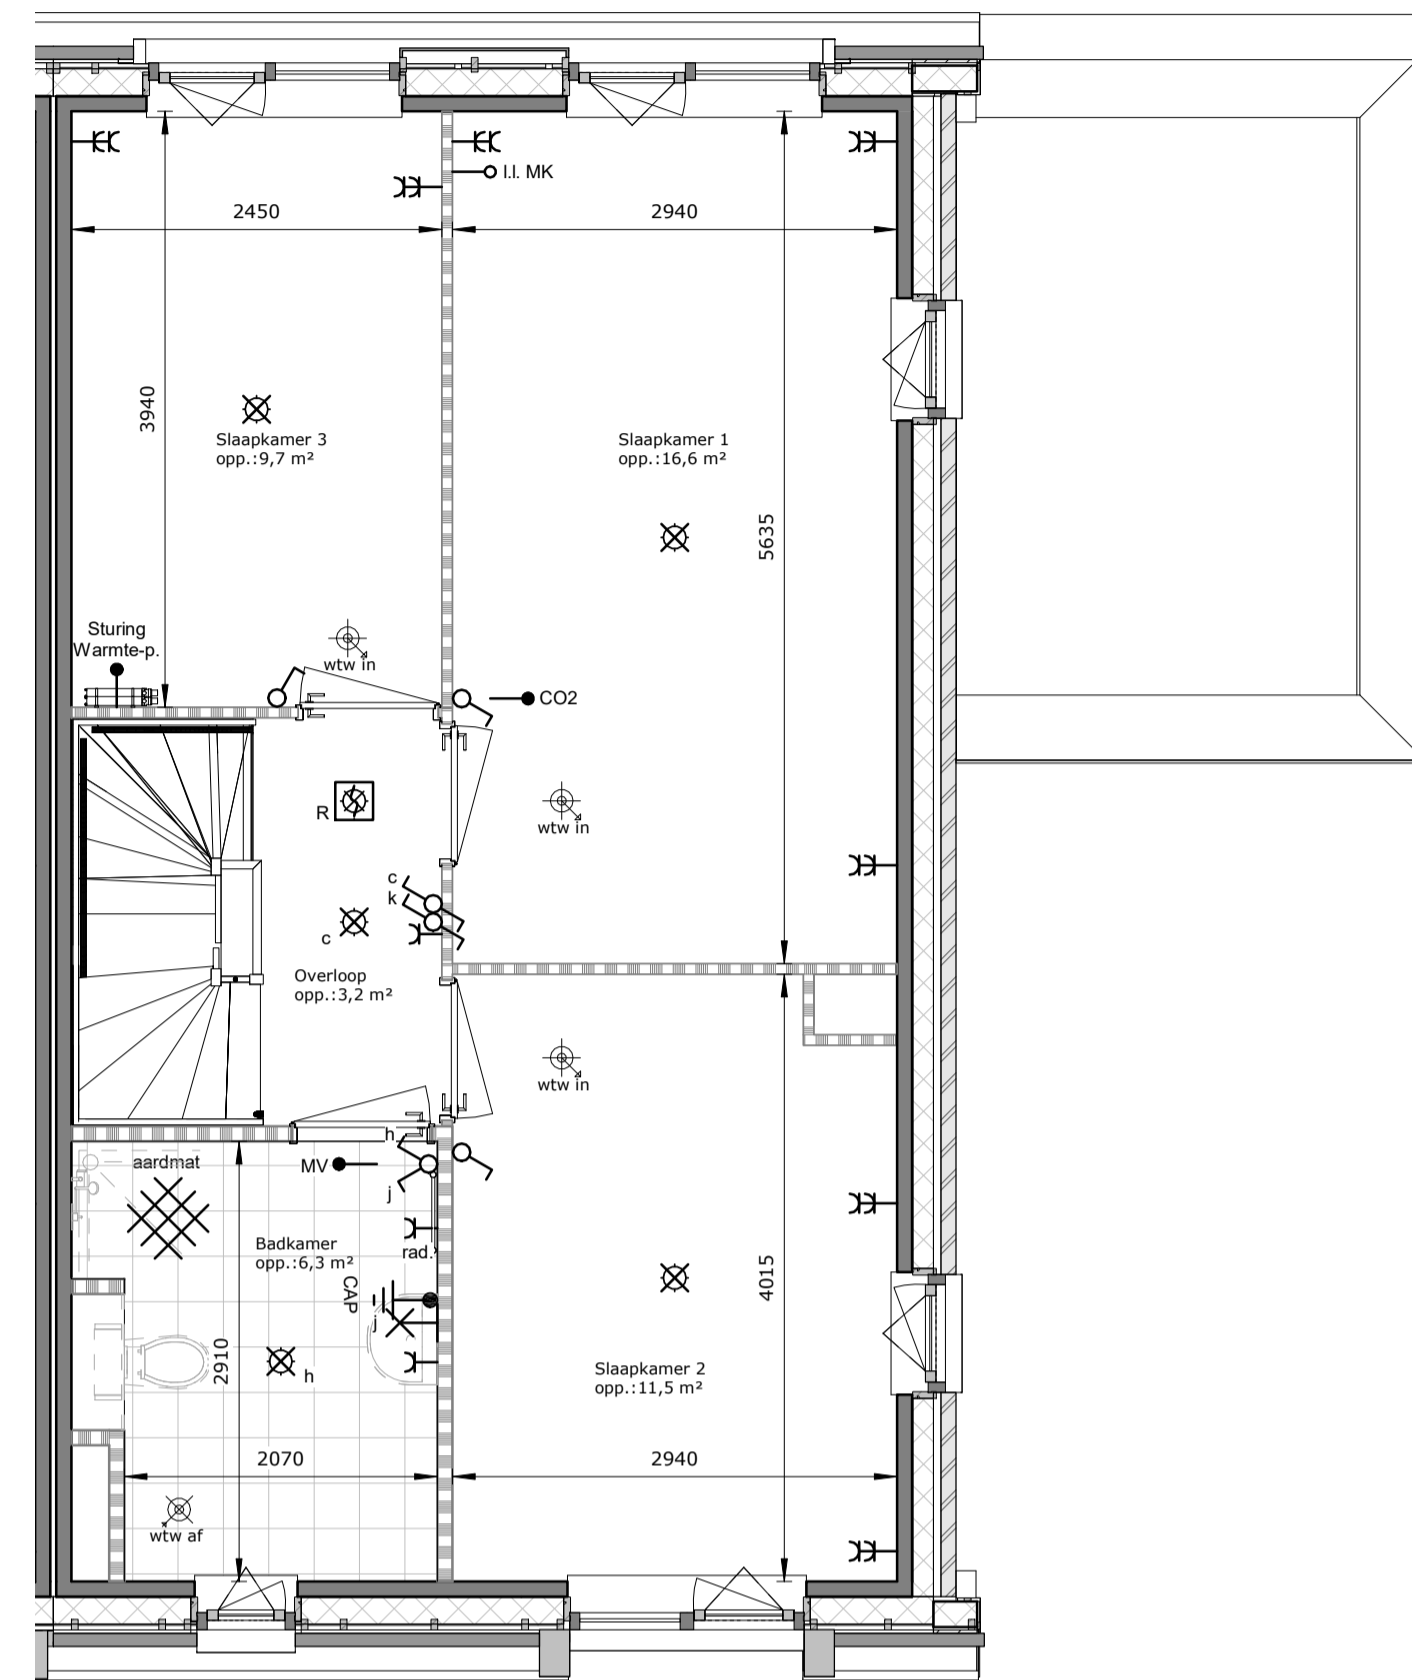 l.l. MK
2450
2940
3940
Slaapkamer 3
opp.:9,7 m²
Slaapkamer 1
opp.:16,6 m²
5635
Sturing
Warmte-p.
wtw in
CO2
R
wtw in
c
k
c
Overloop
opp.:3,2 m²
wtw in
h
aardmat
MV
j
Badkamer
opp.:6,3 m²
rad.
CAP
j
4015
2910
h
Slaapkamer 2
opp.:11,5 m²
2070
2940
wtw af